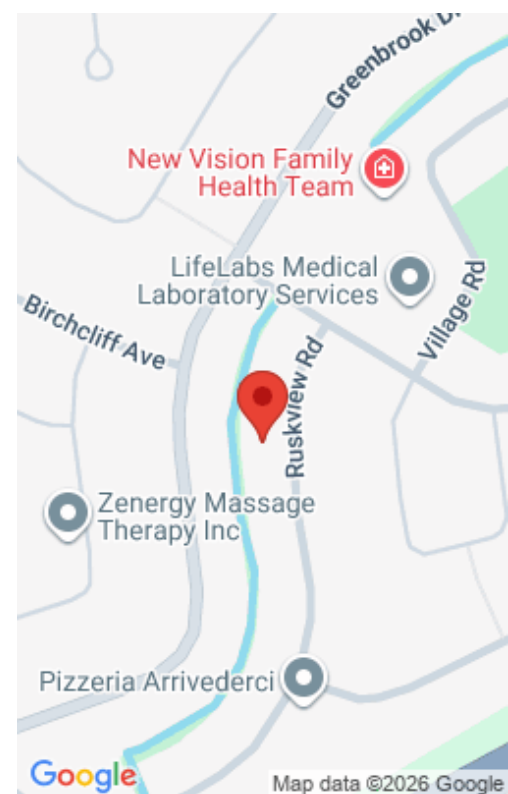 Greenbrook Dr
New Vision Family
Health Team
LifeLabs Medical
Laboratory Services
Birchcliff Ave
Village Rd
Ruskview Rd
Zenergy Massage
Therapy Inc
Pizzeria Arrivederci
Google
Map data ©2026 Google